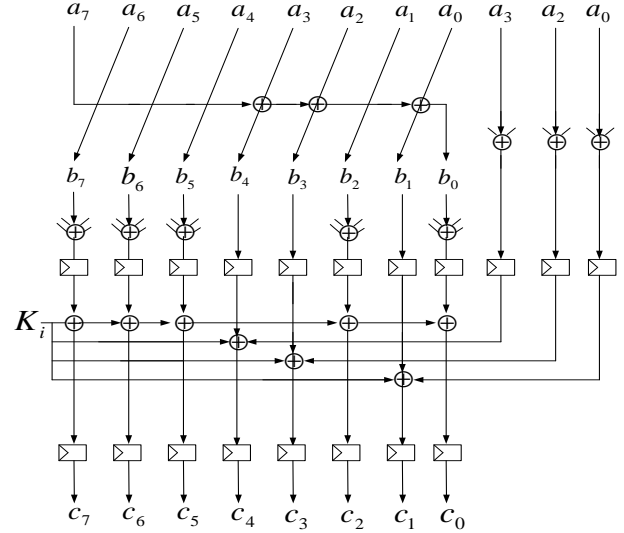 a₇ a₆ a₅ a₄ a₃ a₂ a₁ a₀ a₃ a₂ a₀
b₇ b₆ b₅ b₄ b₃ b₂ b₁ b₀
Kᵢ
c₇ c₆ c₅ c₄ c₃ c₂ c₁ c₀